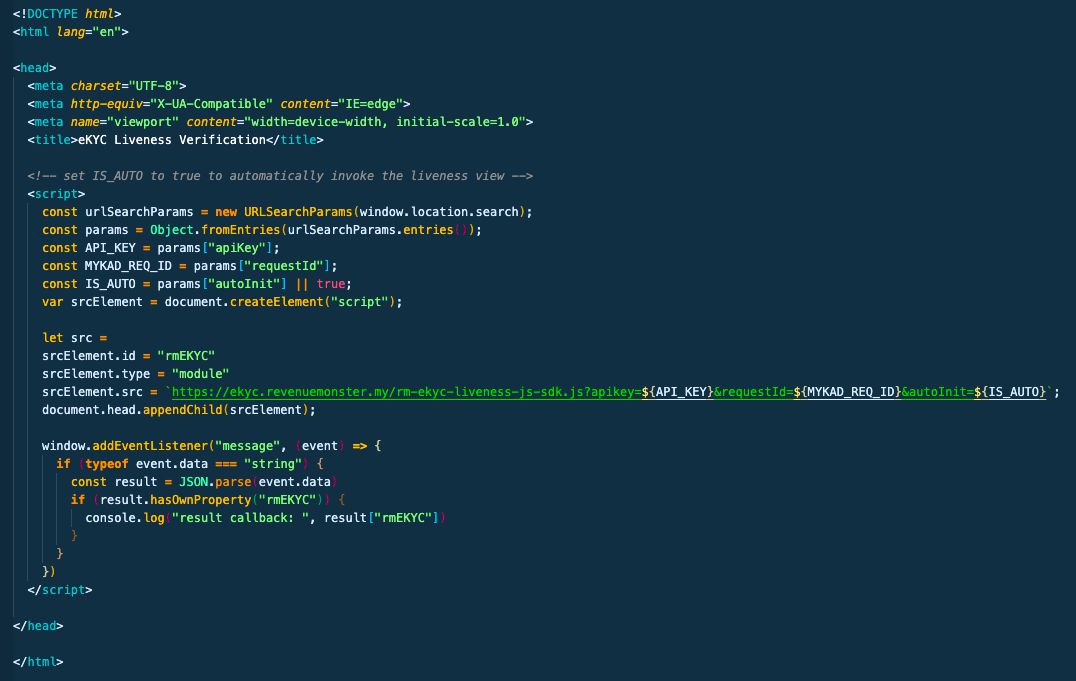 <!DOCTYPE html>
<html lang="en">
<head>
<meta charset="UTF-8">
<meta http-equiv="X-UA-Compatible" content="IE=edge">
<meta name="viewport" content="width=device-width, initial-scale=1.0">
<title>eKYC Liveness Verification</title>
<!-- set IS_AUTO to true to automatically invoke the liveness view -->
<script>
const urlSearchParams = new URLSearchParams(window.location.search);
const params = Object.fromEntries(urlSearchParams.entries());
const API_KEY = params["apiKey"];
const MYKAD_REQ_ID = params["requestId"];
const IS_AUTO = params["autoInit"] || true;
var srcElement = document.createElement("script");
let src =
srcElement.id = "rmEKYC"
srcElement.type = "module"
srcElement.src = `https://ekyc.revenuemonster.my/rm-ekyc-liveness-js-sdk.js?apikey=${API_KEY}&requestId=${MYKAD_REQ_ID}&autoInit=${IS_AUTO}`;
document.head.appendChild(srcElement);
window.addEventListener("message", (event) => {
if (typeof event.data === "string") {
const result = JSON.parse(event.data)
if (result.hasOwnProperty("rmEKYC")) {
console.log("result callback: ", result["rmEKYC"])
}
}
})
</script>
</head>
</html>